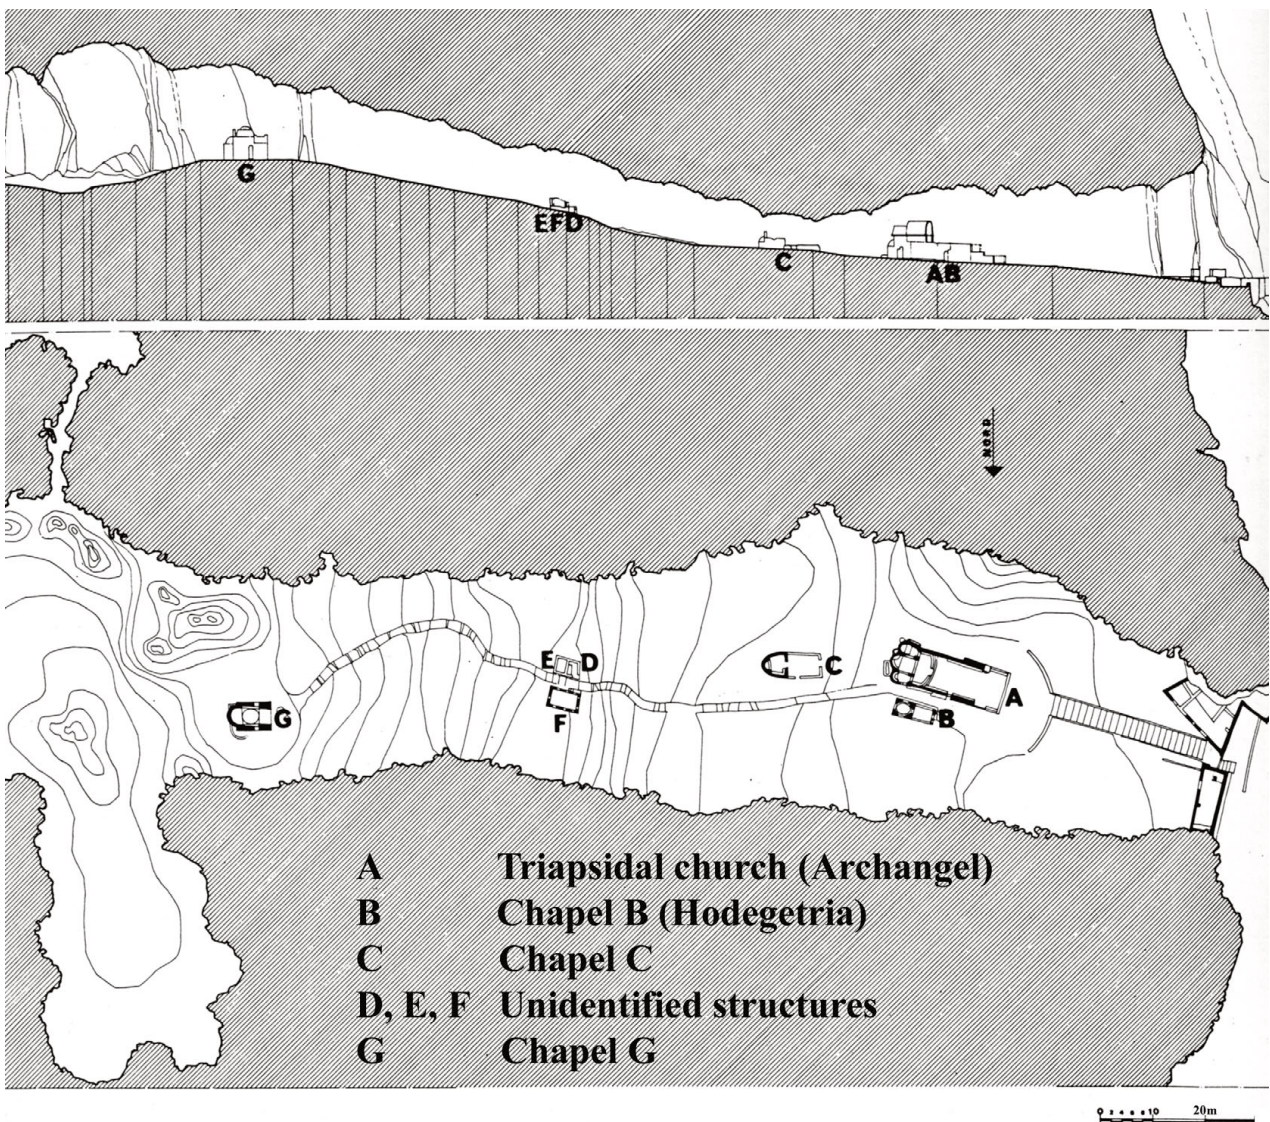 G
EFD
C
AB
NORD
E D
C
A
G
F
B
A Triapsidal church (Archangel)
B Chapel B (Hodegetria)
C Chapel C
D, E, F Unidentified structures
G Chapel G
0 2 4 6 8 10 20m